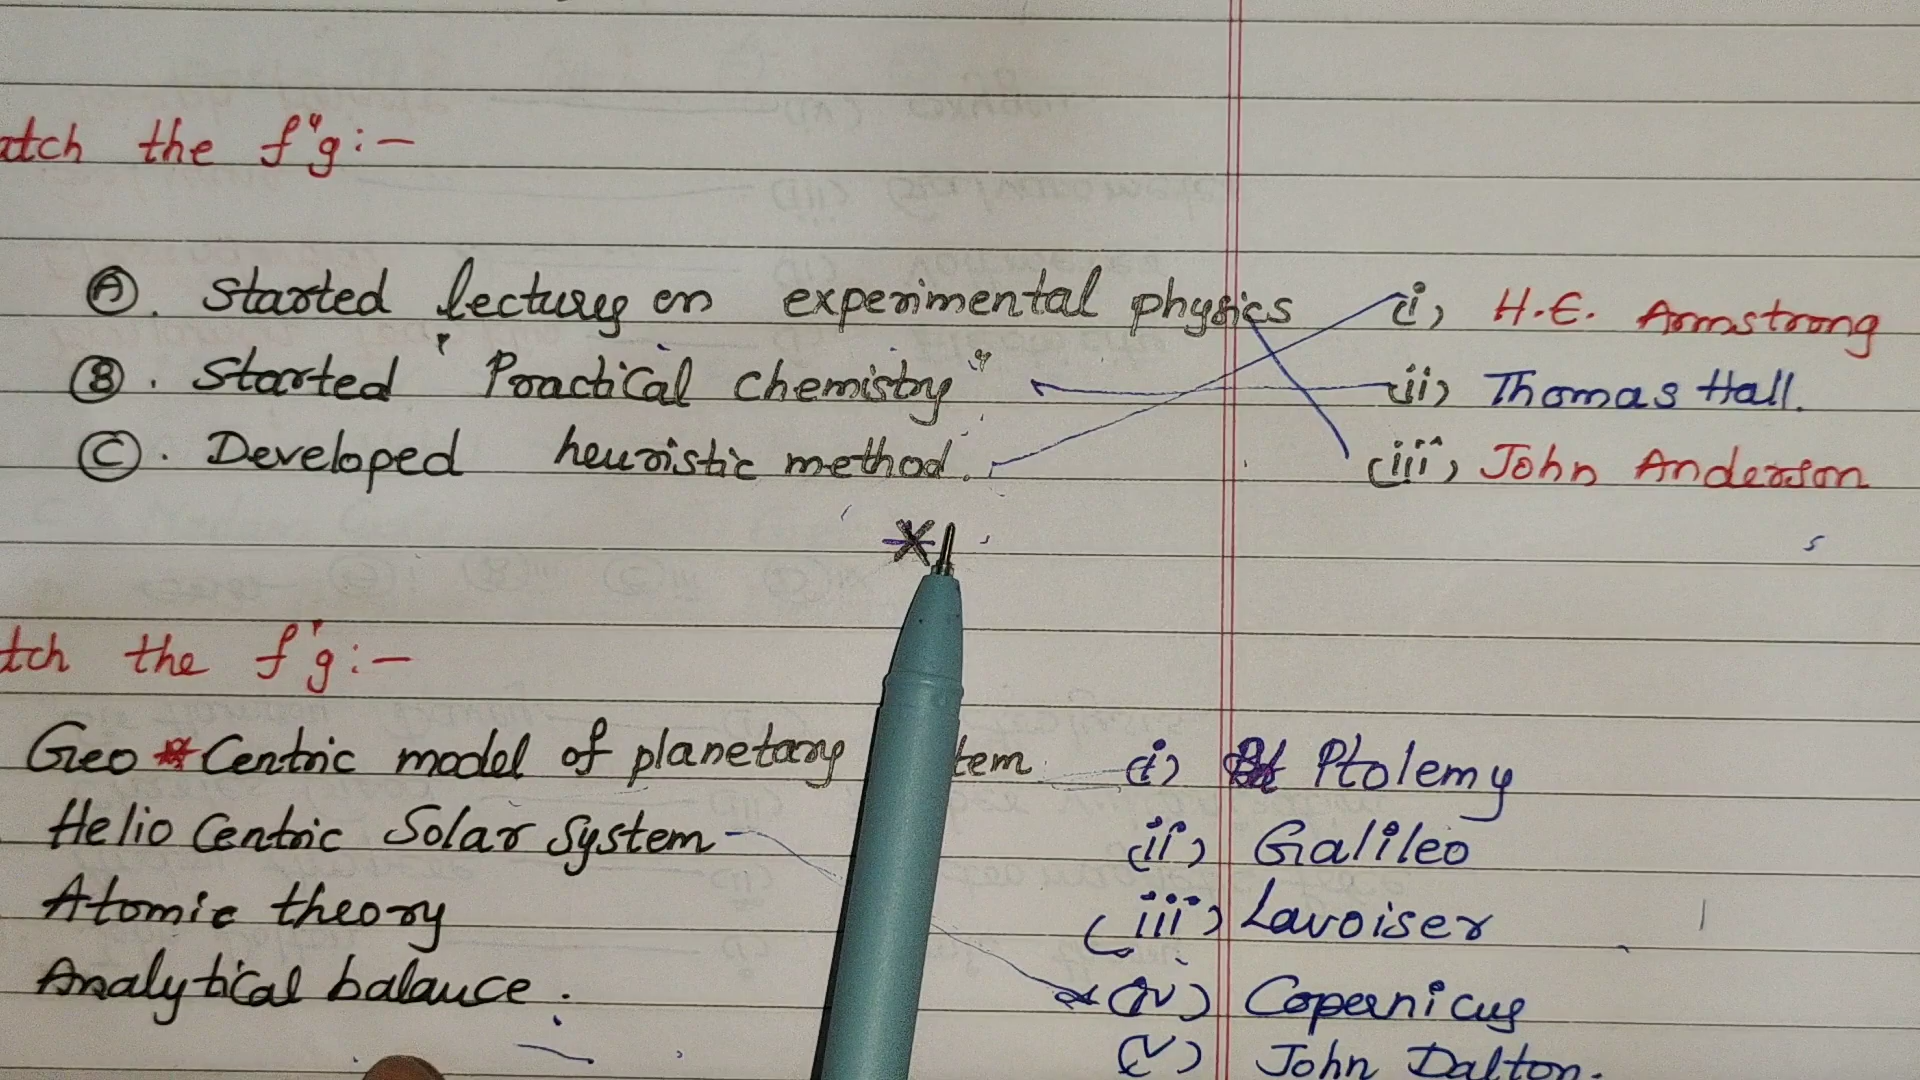 atch the f"g:-
(A). Started lectures on experimental physics (i) H.E. Armstrong
(B). Started "Practical chemistry" (ii) Thomas Hall.
(C). Developed heuristic method. (iii) John Anderson
tch the f"g:-
Geo Centric model of planetary tem (i) Ptolemy
Helio Centric Solar System (ii) Galileo
Atomic theory (iii) Lavoiser
Analytical balance. (iv) Copernicus
(v) John Dalton.